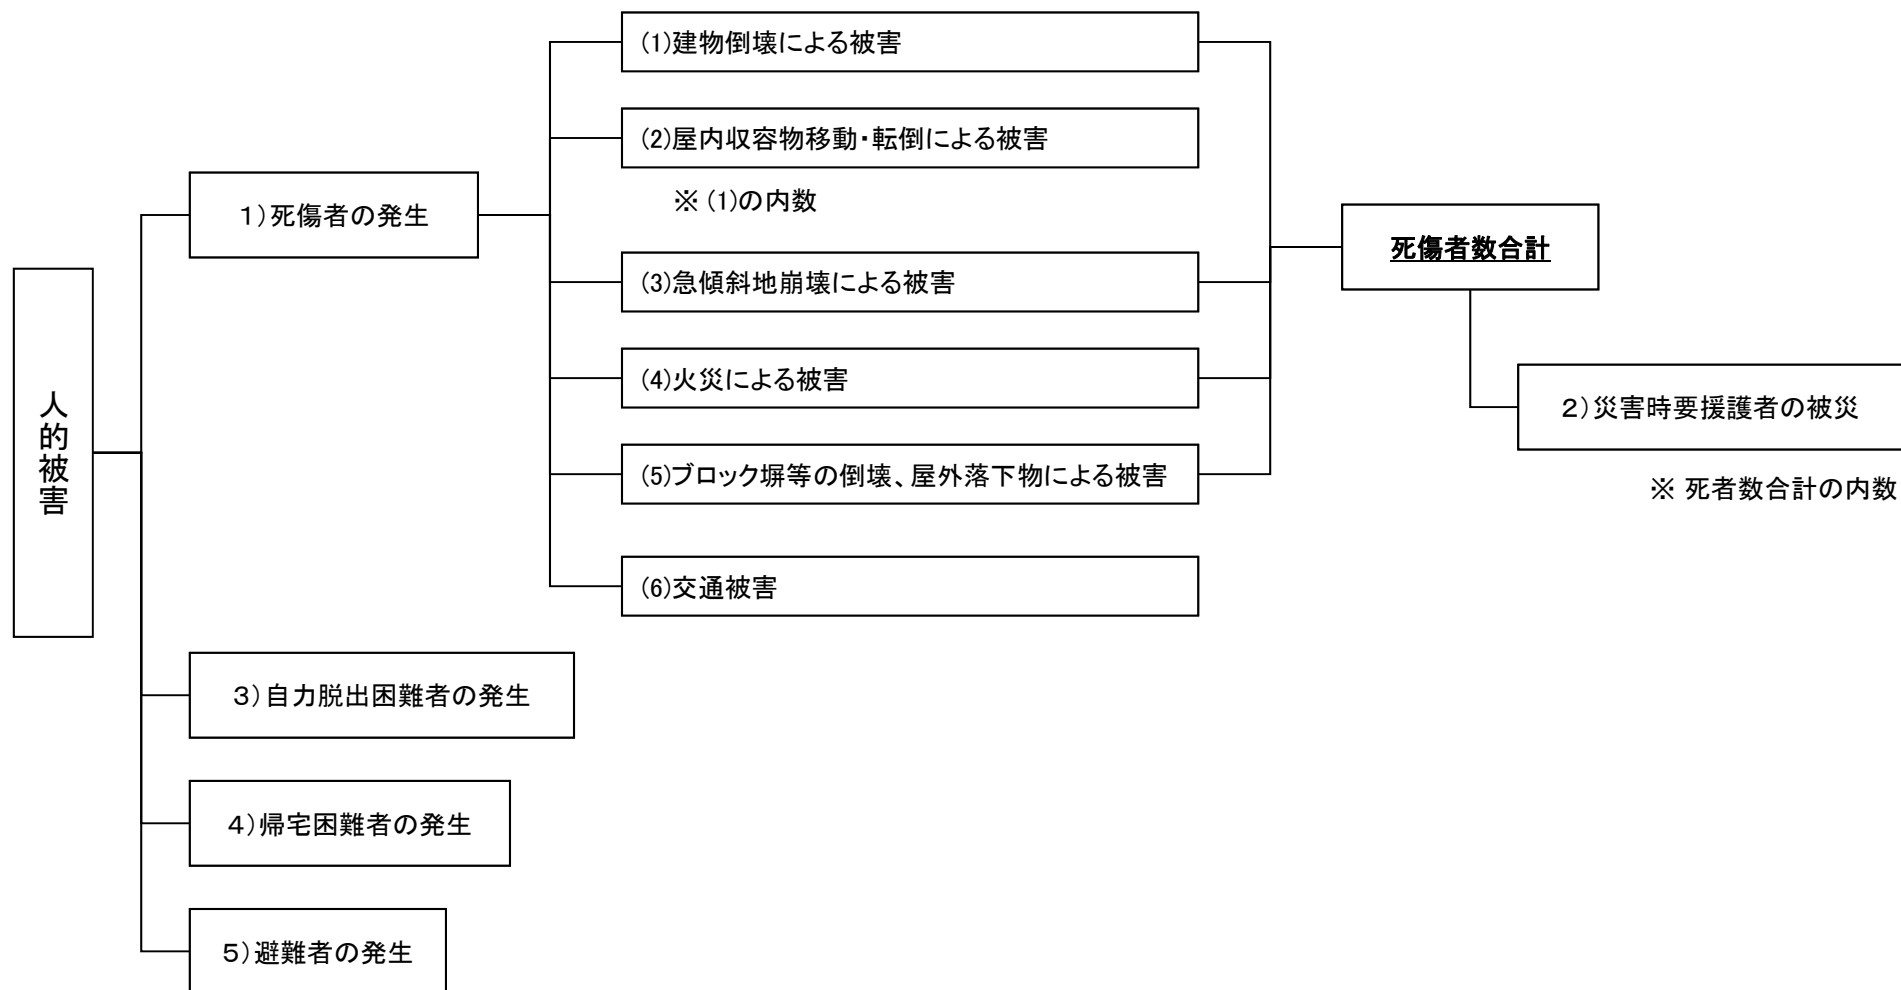 人的被害
1)死傷者の発生
(1)建物倒壊による被害
(2)屋内収容物移動・転倒による被害
※ (1)の内数
(3)急傾斜地崩壊による被害
(4)火災による被害
(5)ブロック塀等の倒壊、屋外落下物による被害
(6)交通被害
死傷者数合計
2)災害時要援護者の被災
※ 死者数合計の内数
3)自力脱出困難者の発生
4)帰宅困難者の発生
5)避難者の発生